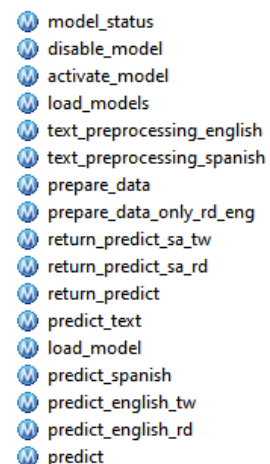 M model_status
M disable_model
M activate_model
M load_models
M text_preprocessing_english
M text_preprocessing_spanish
M prepare_data
M prepare_data_only_rd_eng
M return_predict_sa_tw
M return_predict_sa_rd
M return_predict
M predict_text
M load_model
M predict_spanish
M predict_english_tw
M predict_english_rd
M predict